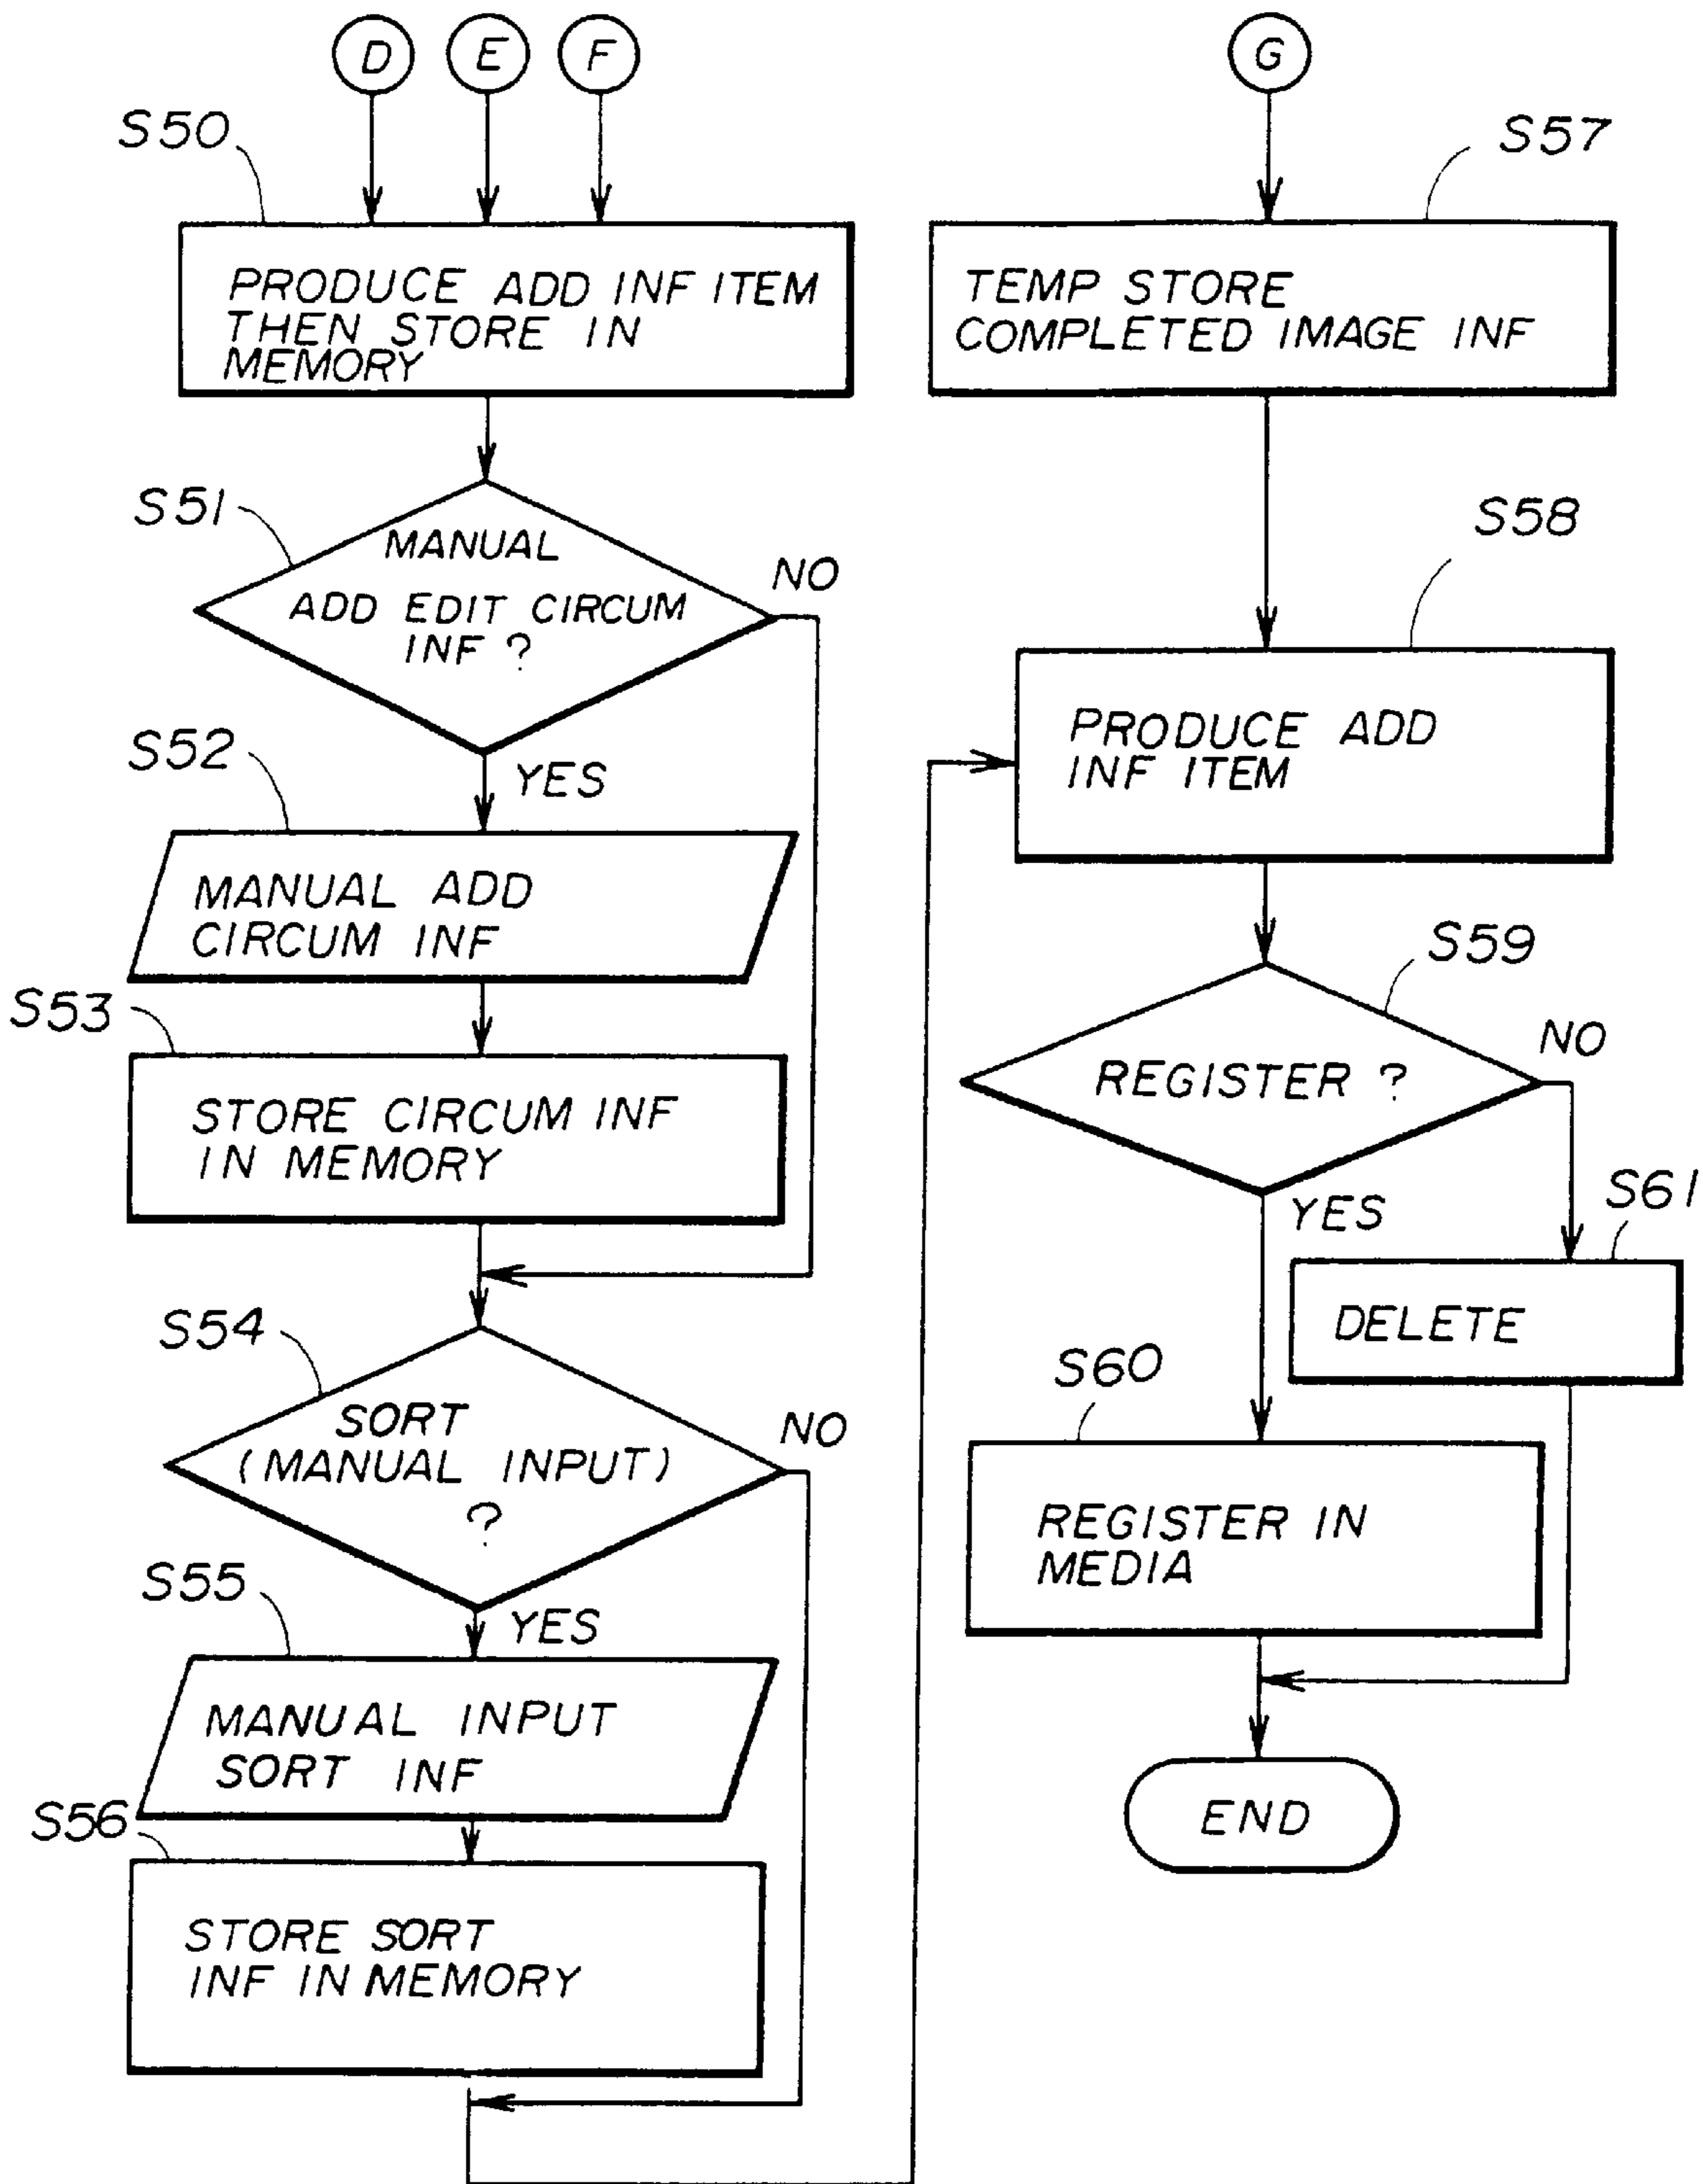 D
E
F
S50
PRODUCE ADD INF ITEM
THEN STORE IN
MEMORY
S51
MANUAL
ADD EDIT CIRCUM
INF ?
NO
YES
S52
MANUAL ADD
CIRCUM INF
S53
STORE CIRCUM INF
IN MEMORY
S54
SORT
(MANUAL INPUT)
?
NO
YES
S55
MANUAL INPUT
SORT INF
S56
STORE SORT
INF IN MEMORY
G
S57
TEMP STORE
COMPLETED IMAGE INF
S58
PRODUCE ADD
INF ITEM
S59
REGISTER ?
NO
YES
S61
DELETE
S60
REGISTER IN
MEDIA
END